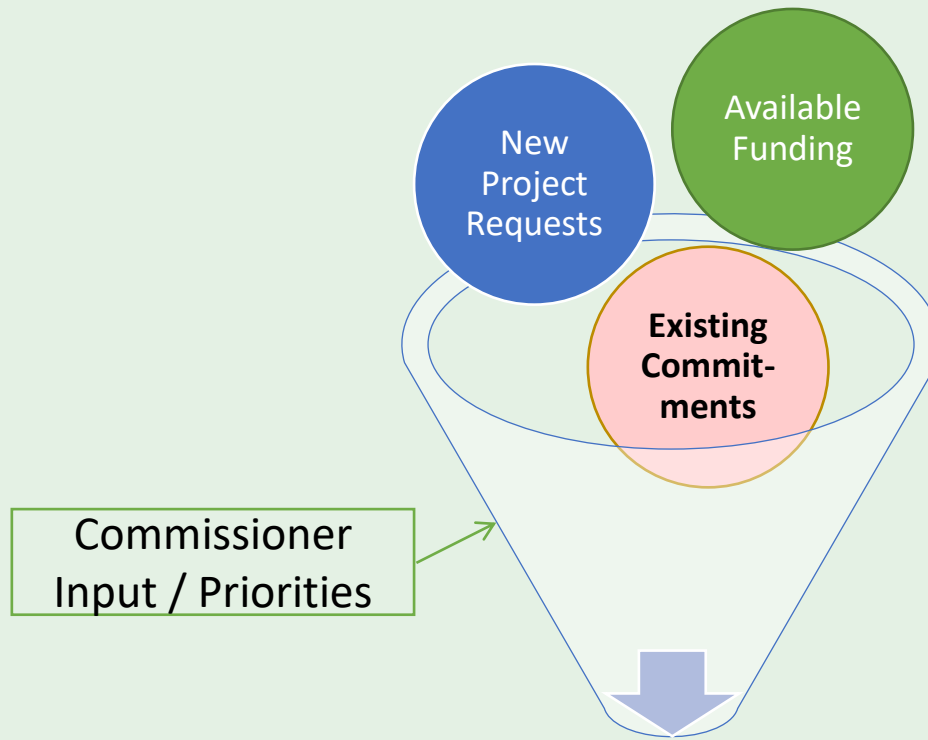 New
Project
Requests
Available
Funding
Existing
Commit-
ments
Commissioner
Input / Priorities